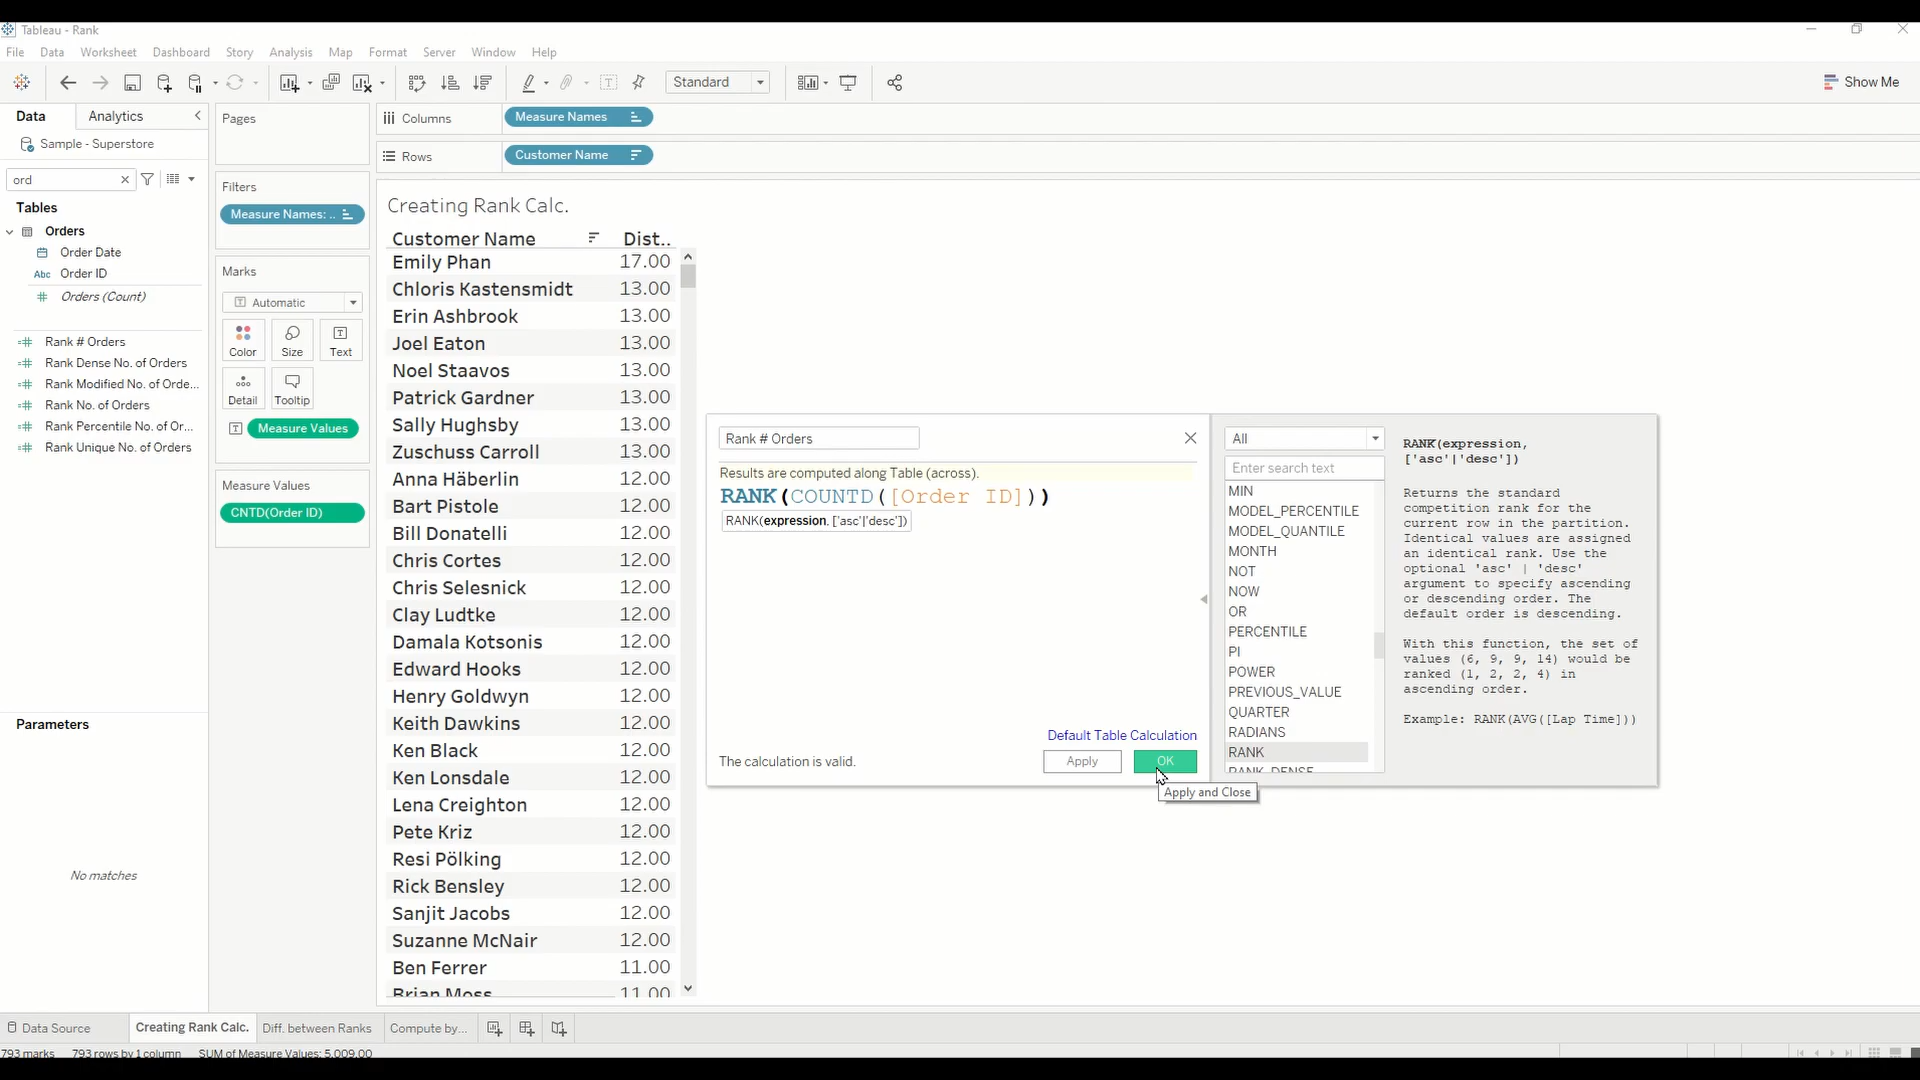 Tableau - Rank
File Data Worksheet Dashboard Story Analysis Map Format Server Window Help
Standard
Show Me
Data Analytics
Sample - Superstore
ord
Tables
Orders
Order Date
Abc Order ID
Orders (Count)
Rank # Orders
Rank Dense No. of Orders
Rank Modified No. of Orde...
Rank No. of Orders
Rank Percentile No. of Or...
Rank Unique No. of Orders
Parameters
No matches
Pages
Filters
Measure Names: ..
Marks
Automatic
Color Size Text
Detail Tooltip
Measure Values
Measure Values
CNTD(Order ID)
Columns Measure Names
Rows Customer Name
Creating Rank Calc.
Customer Name Dist..
Emily Phan 17.00
Chloris Kastensmidt 13.00
Erin Ashbrook 13.00
Joel Eaton 13.00
Noel Staavos 13.00
Patrick Gardner 13.00
Sally Hughsby 13.00
Zuschuss Carroll 13.00
Anna Häberlin 12.00
Bart Pistole 12.00
Bill Donatelli 12.00
Chris Cortes 12.00
Chris Selesnick 12.00
Clay Ludtke 12.00
Damala Kotsonis 12.00
Edward Hooks 12.00
Henry Goldwyn 12.00
Keith Dawkins 12.00
Ken Black 12.00
Ken Lonsdale 12.00
Lena Creighton 12.00
Pete Kriz 12.00
Resi Pölking 12.00
Rick Bensley 12.00
Sanjit Jacobs 12.00
Suzanne McNair 12.00
Ben Ferrer 11.00
Brian Moss 11.00
Rank # Orders
Results are computed along Table (across).
RANK(COUNTD([Order ID]))
RANK(expression, ['asc'|'desc'])
Default Table Calculation
The calculation is valid.
Apply OK
Apply and Close
All
Enter search text
MIN
MODEL_PERCENTILE
MODEL_QUANTILE
MONTH
NOT
NOW
OR
PERCENTILE
PI
POWER
PREVIOUS_VALUE
QUARTER
RADIANS
RANK
RANK_DENSE
RANK(expression,
['asc'|'desc'])
Returns the standard
competition rank for the
current row in the partition.
Identical values are assigned
an identical rank. Use the
optional 'asc' | 'desc'
argument to specify ascending
or descending order. The
default order is descending.
With this function, the set of
values (6, 9, 9, 14) would be
ranked (1, 2, 2, 4) in
ascending order.
Example: RANK(AVG([Lap Time]))
Data Source Creating Rank Calc. Diff. between Ranks Compute by...
793 marks 793 rows by 1 column SUM of Measure Values: 5,009.00